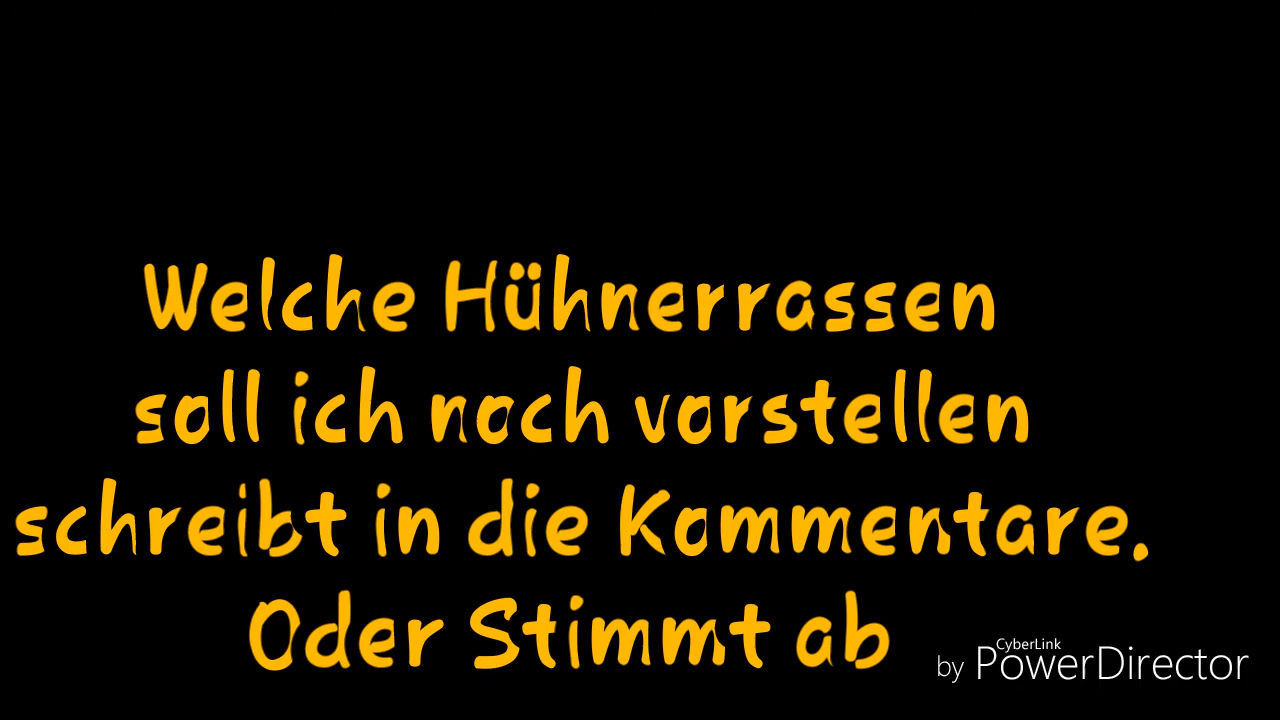 Welche Hühnerrassen
soll ich noch vorstellen
schreibt in die Kommentare.
Oder Stimmt ab
by CyberLink PowerDirector